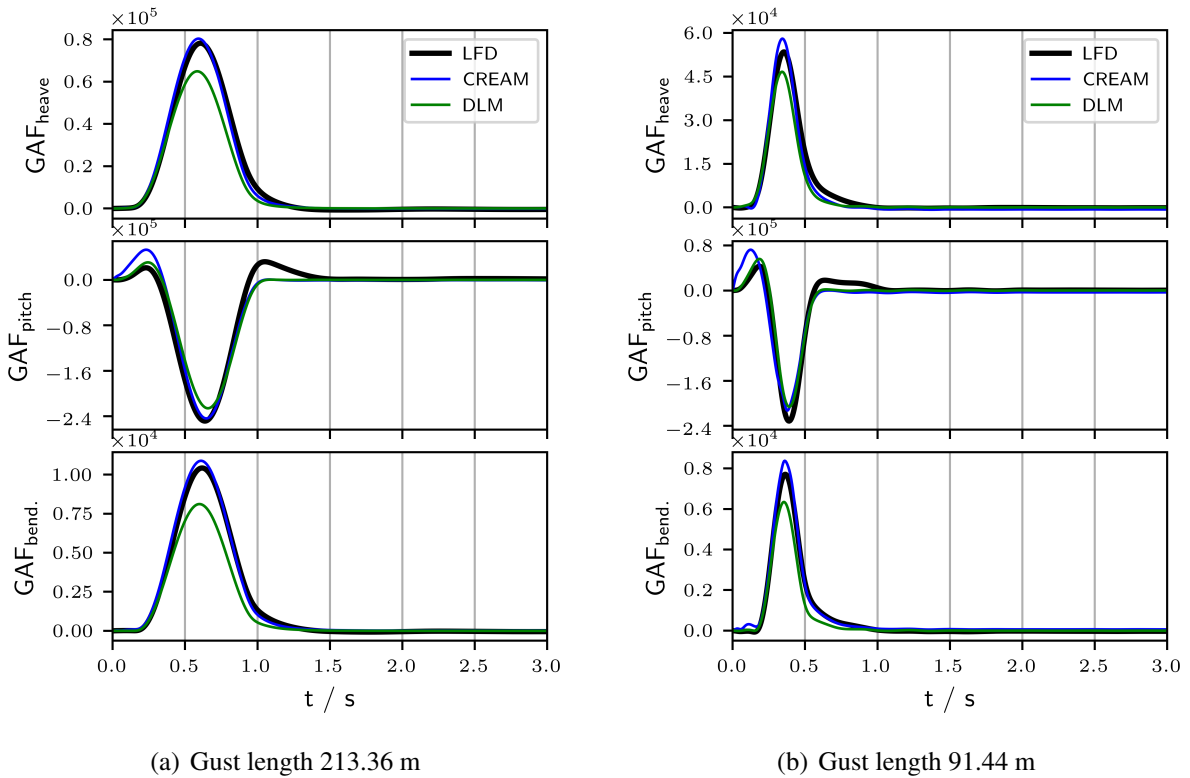 ×10⁵
0.8
0.6
0.4
0.2
0.0
GAF_heave
LFD
CREAM
DLM
×10⁵
0.0
−0.8
−1.6
−2.4
GAF_pitch
×10⁴
1.00
0.75
0.50
0.25
0.00
GAF_bend.
0.0 0.5 1.0 1.5 2.0 2.5 3.0
t / s
(a) Gust length 213.36 m
×10⁴
6.0
4.5
3.0
1.5
0.0
GAF_heave
LFD
CREAM
DLM
×10⁵
0.8
0.0
−0.8
−1.6
−2.4
GAF_pitch
×10⁴
0.8
0.6
0.4
0.2
0.0
GAF_bend.
0.0 0.5 1.0 1.5 2.0 2.5 3.0
t / s
(b) Gust length 91.44 m